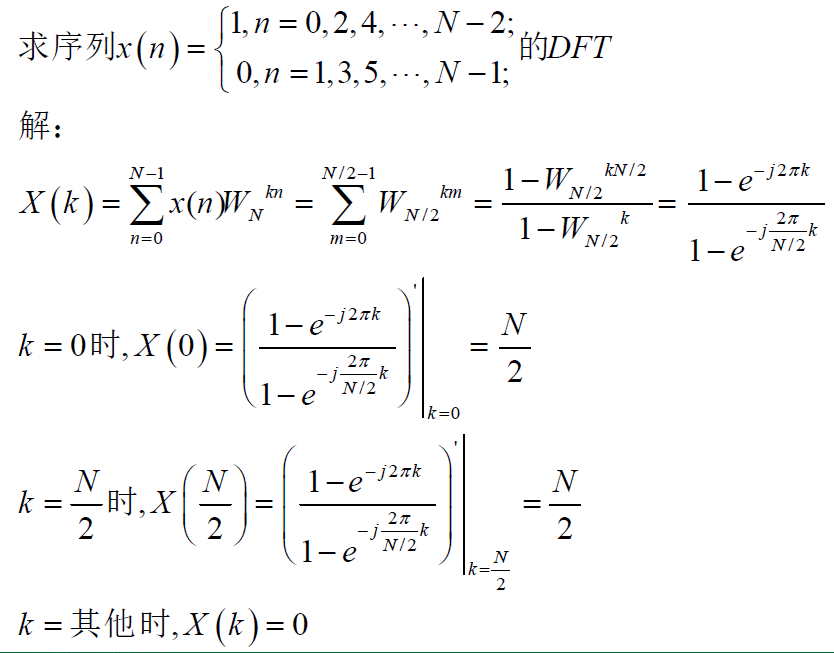 求序列x(n) = { 1, n = 0,2,4,⋯,N−2; 0, n = 1,3,5,⋯,N−1; 的DFT
解：
X(k) = ∑_{n=0}^{N−1} x(n)W_N^{kn} = ∑_{m=0}^{N/2−1} W_{N/2}^{km} = (1−W_{N/2}^{kN/2})/(1−W_{N/2}^{k}) = (1−e^{−j2πk})/(1−e^{−j\frac{2π}{N/2}k})
k = 0时, X(0) = ((1−e^{−j2πk})/(1−e^{−j\frac{2π}{N/2}k}))'|_{k=0} = N/2
k = N/2时, X(N/2) = ((1−e^{−j2πk})/(1−e^{−j\frac{2π}{N/2}k}))'|_{k=N/2} = N/2
k = 其他时, X(k) = 0